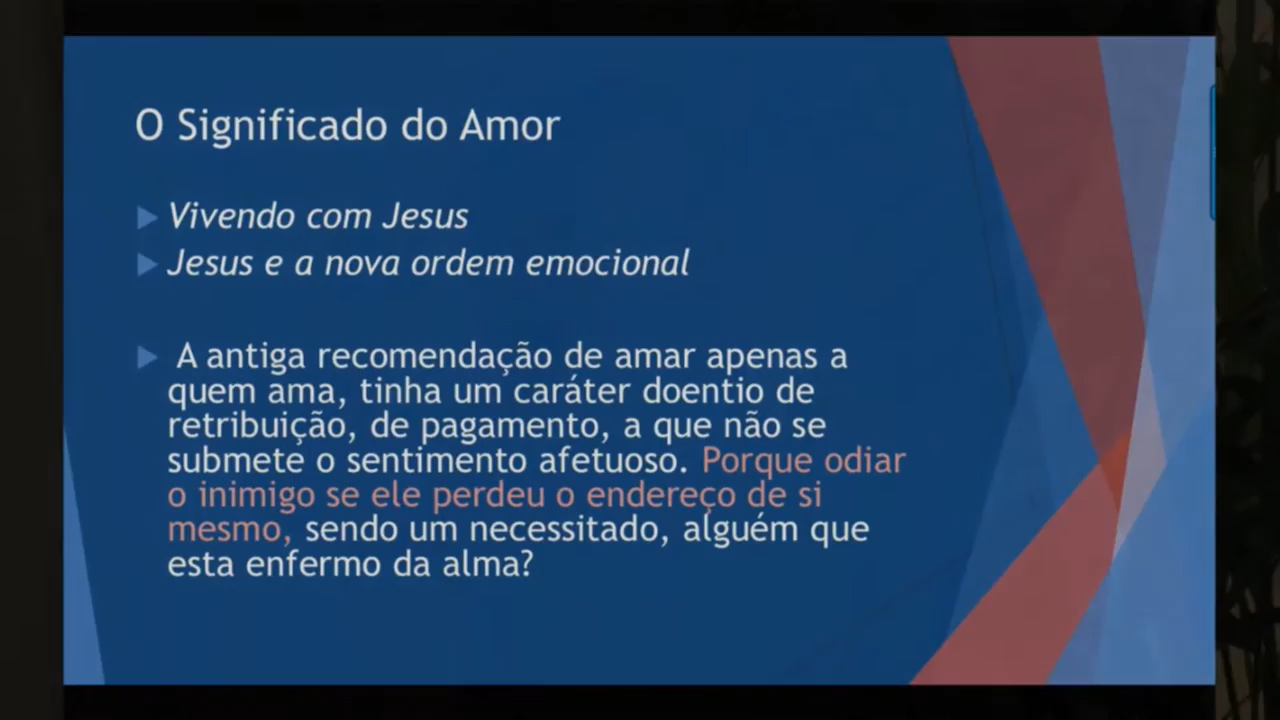 O Significado do Amor
Vivendo com Jesus
Jesus e a nova ordem emocional
A antiga recomendação de amar apenas a
quem ama, tinha um caráter doentio de
retribuição, de pagamento, a que não se
submete o sentimento afetuoso. Porque odiar
o inimigo se ele perdeu o endereço de si
mesmo, sendo um necessitado, alguém que
esta enfermo da alma?